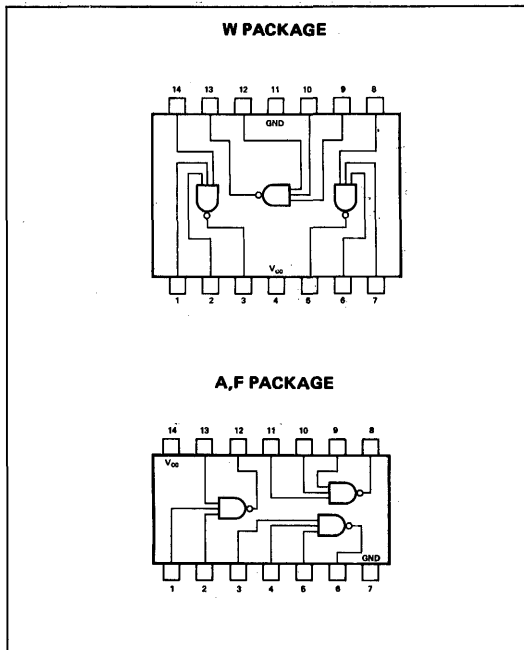 W PACKAGE
14 13 12 11 10 9 8
GND
VCC
1 2 3 4 5 6 7
A,F PACKAGE
14 13 12 11 10 9 8
VCC
GND
1 2 3 4 5 6 7